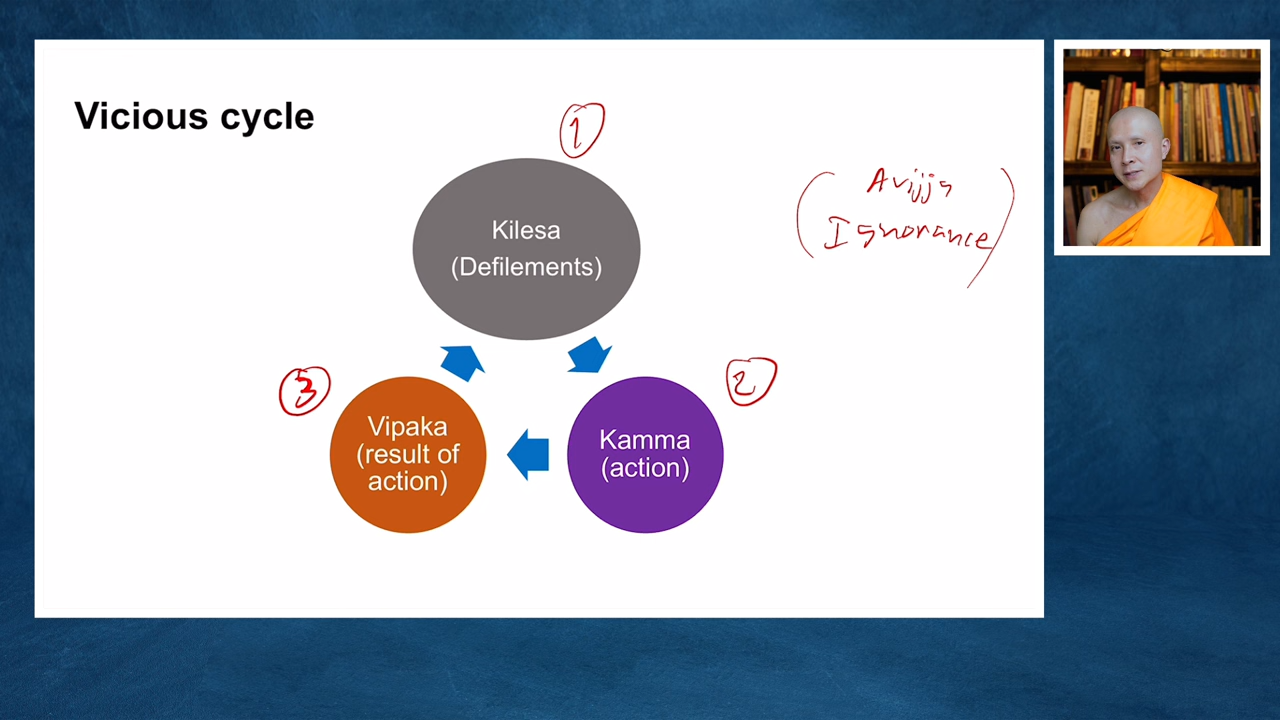 Vicious cycle
1
Kilesa
(Defilements)
(Avijja
Ignorance)
3
2
Vipaka
(result of
action)
Kamma
(action)